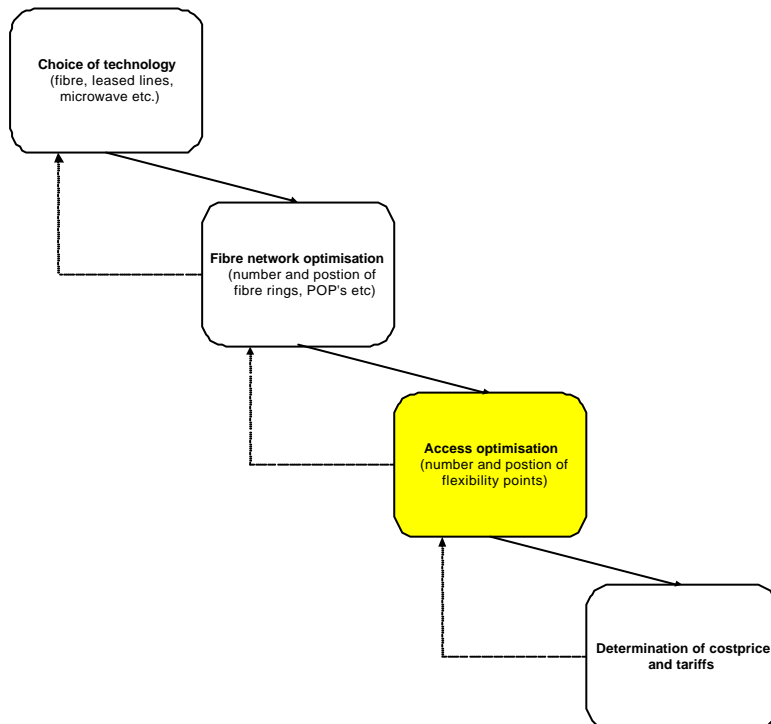 Choice of technology
(fibre, leased lines,
microwave etc.)
Fibre network optimisation
(number and postion of
fibre rings, POP's etc)
Access optimisation
(number and postion of
flexibility points)
Determination of costprice
and tariffs